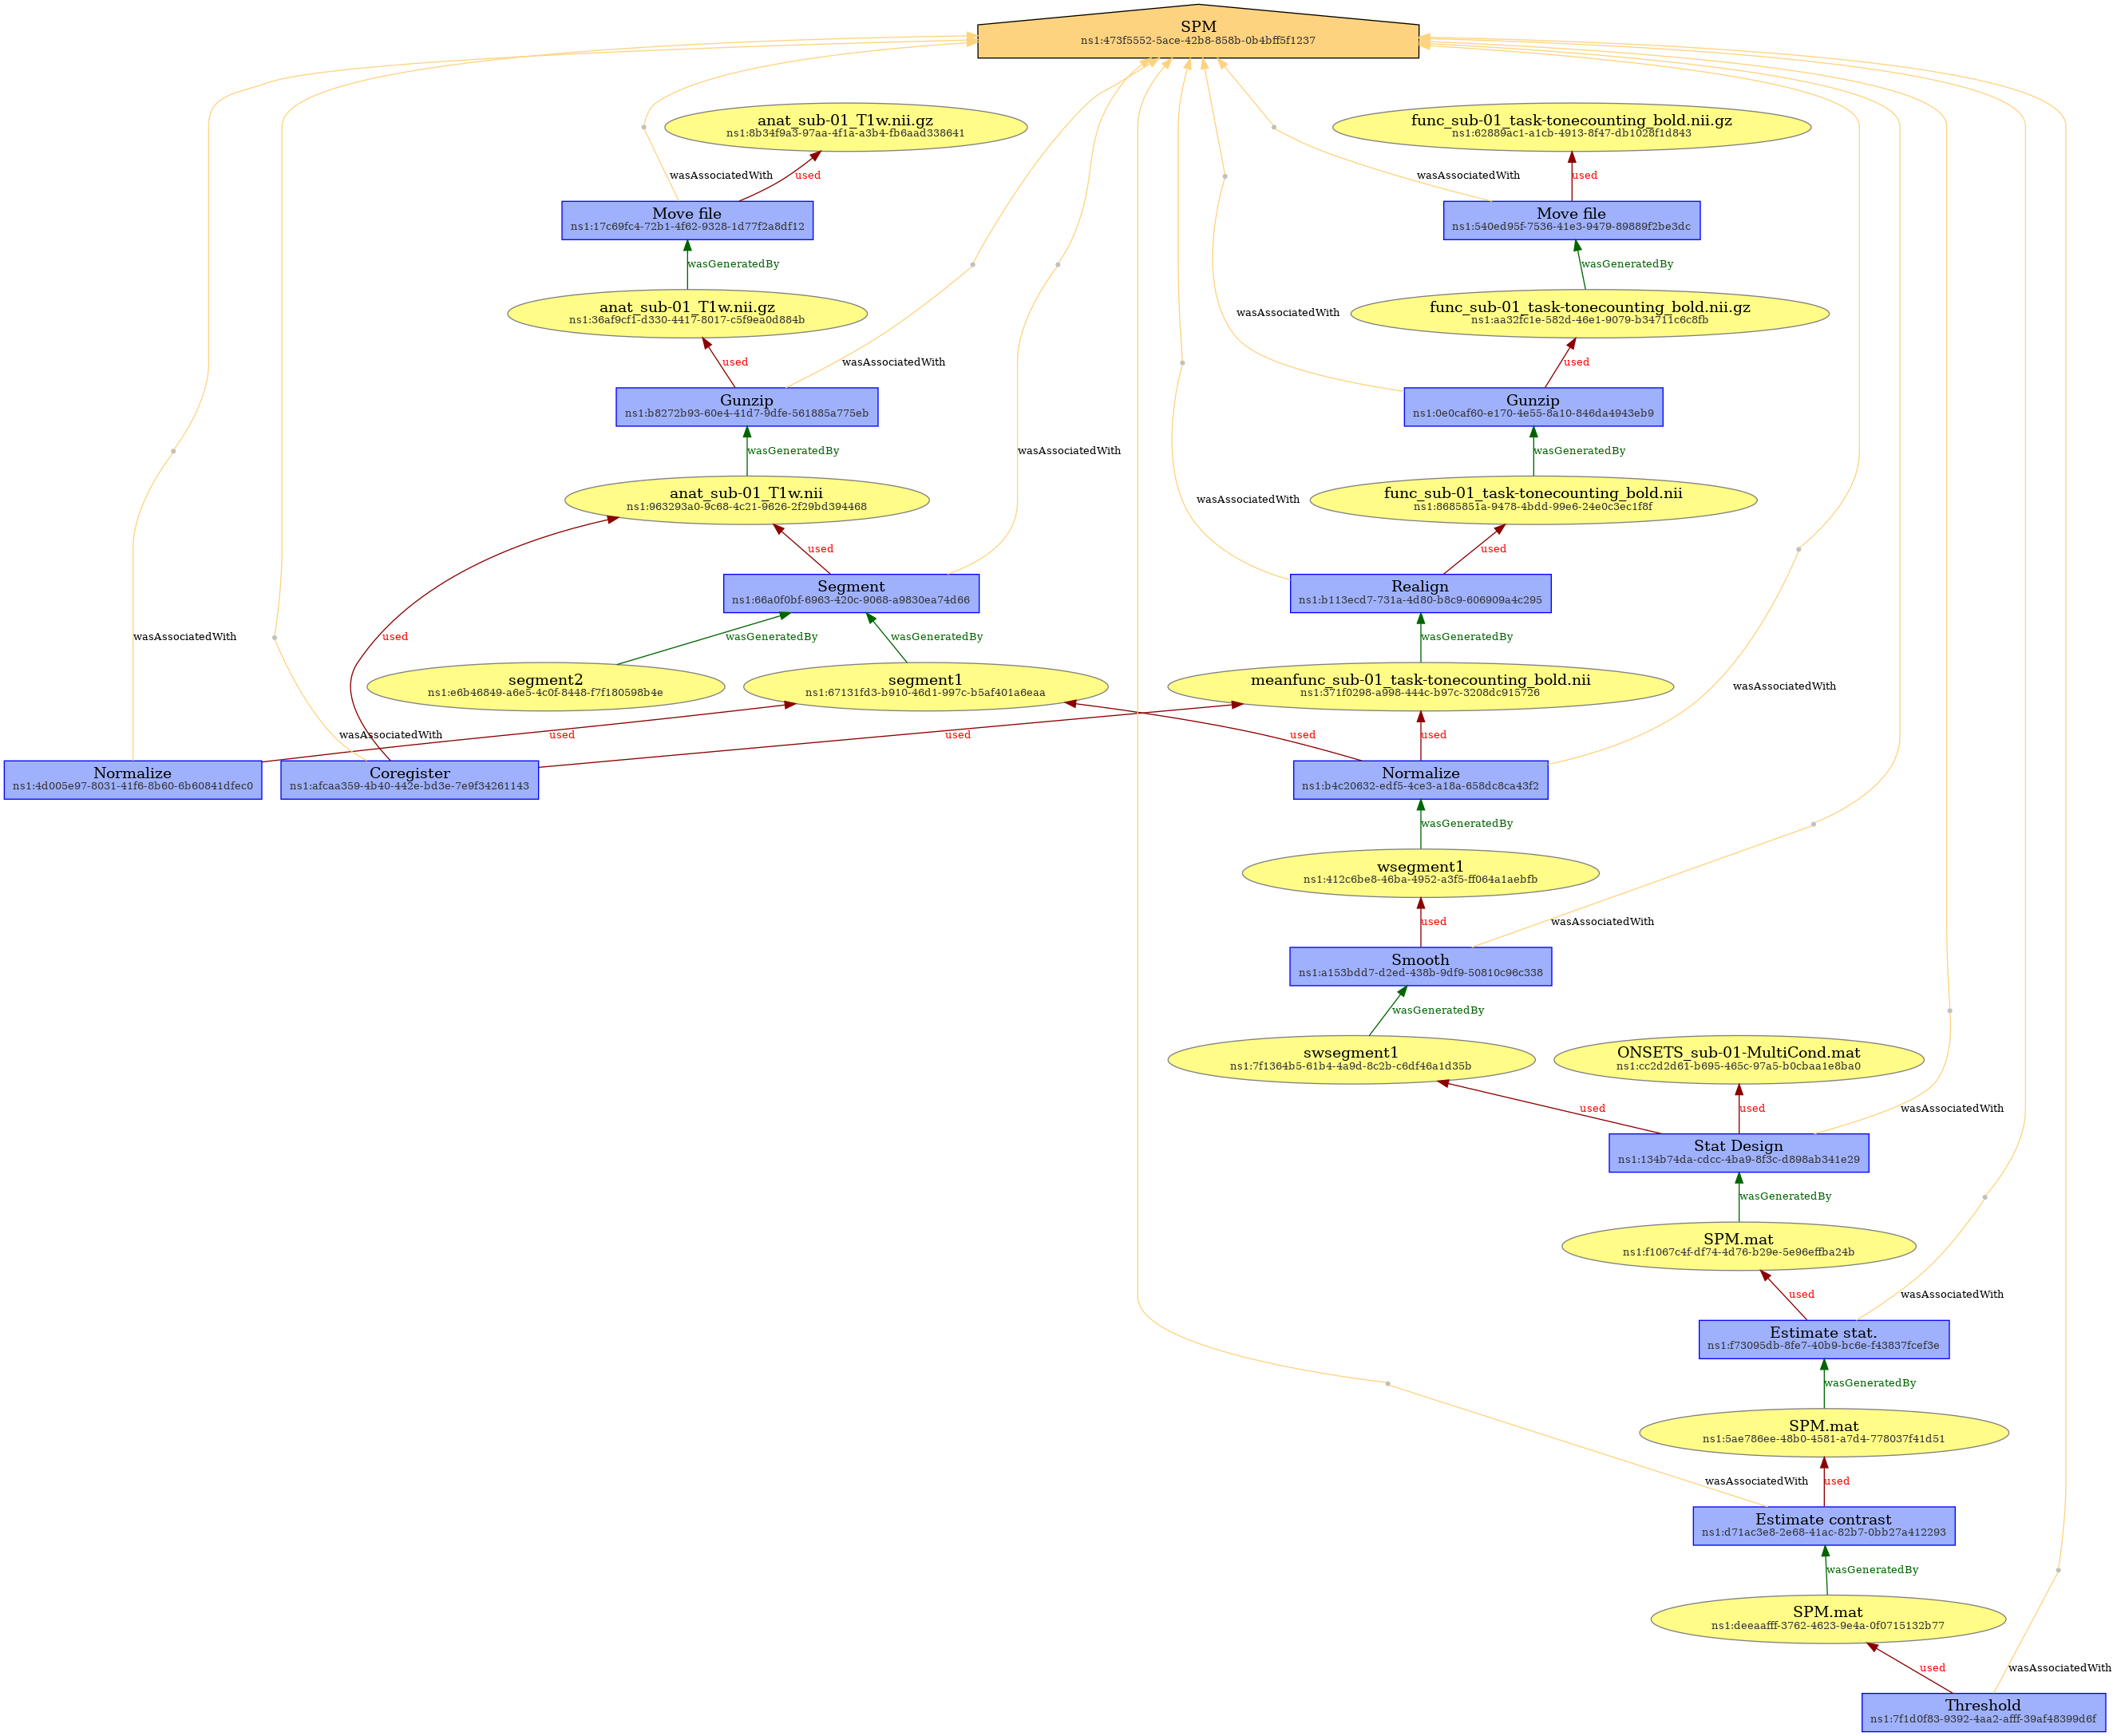 SPM
ns1:473f5552-5ace-42b8-858b-0b4bff5f1237
anat_sub-01_T1w.nii.gz
ns1:8b34f9a3-97aa-4f1a-a3b4-fb6aad338641
func_sub-01_task-tonecounting_bold.nii.gz
ns1:62889ac1-a1cb-4913-8f47-db1028f1d843
wasAssociatedWith
used
wasAssociatedWith
used
Move file
ns1:17c69fc4-72b1-4f62-9328-1d77f2a8df12
Move file
ns1:540ed95f-7536-41e3-9479-89889f2be3dc
wasGeneratedBy
wasGeneratedBy
anat_sub-01_T1w.nii.gz
ns1:36af9cf1-d330-4417-8017-c5f9ea0d884b
wasAssociatedWith
func_sub-01_task-tonecounting_bold.nii.gz
ns1:aa32fc1e-582d-46e1-9079-b34711c6c8fb
used
wasAssociatedWith
used
Gunzip
ns1:b8272b93-60e4-41d7-9dfe-561885a775eb
Gunzip
ns1:0e0caf60-e170-4e55-8a10-846da4943eb9
wasGeneratedBy
wasAssociatedWith
wasGeneratedBy
anat_sub-01_T1w.nii
ns1:963293a0-9c68-4c21-9626-2f29bd394468
wasAssociatedWith
func_sub-01_task-tonecounting_bold.nii
ns1:8685851a-9478-4bdd-99e6-24e0c3ec1f8f
used
used
Segment
ns1:66a0f0bf-6963-420c-9068-a9830ea74d66
Realign
ns1:b113ecd7-731a-4d80-b8c9-606909a4c295
wasAssociatedWith
used
wasGeneratedBy
wasGeneratedBy
wasGeneratedBy
segment2
ns1:e6b46849-a6e5-4c0f-8448-f7f180598b4e
segment1
ns1:67131fd3-b910-46d1-997c-b5af401a6eaa
meanfunc_sub-01_task-tonecounting_bold.nii
ns1:371f0298-a998-444c-b97c-3208dc915726
wasAssociatedWith
wasAssociatedWith
used
used
used
used
Normalize
ns1:4d005e97-8031-41f6-8b60-6b60841dfec0
Coregister
ns1:afcaa359-4b40-442e-bd3e-7e9f34261143
Normalize
ns1:b4c20632-edf5-4ce3-a18a-658dc8ca43f2
wasGeneratedBy
wsegment1
ns1:412c6be8-46ba-4952-a3f5-ff064a1aebfb
used
wasAssociatedWith
Smooth
ns1:a153bdd7-d2ed-438b-9df9-50810c96c338
wasGeneratedBy
swsegment1
ns1:7f1364b5-61b4-4a9d-8c2b-c6df46a1d35b
ONSETS_sub-01-MultiCond.mat
ns1:cc2d2d61-b695-465c-97a5-b0cbaa1e8ba0
used
used
wasAssociatedWith
Stat Design
ns1:134b74da-cdcc-4ba9-8f3c-d898ab341e29
wasGeneratedBy
SPM.mat
ns1:f1067c4f-df74-4d76-b29e-5e96effba24b
used
wasAssociatedWith
Estimate stat.
ns1:f73095db-8fe7-40b9-bc6e-f43837fcef3e
wasGeneratedBy
SPM.mat
ns1:5ae786ee-48b0-4581-a7d4-778037f41d51
wasAssociatedWith
used
Estimate contrast
ns1:d71ac3e8-2e68-41ac-82b7-0bb27a412293
wasGeneratedBy
SPM.mat
ns1:deeaafff-3762-4623-9e4a-0f0715132b77
used
wasAssociatedWith
Threshold
ns1:7f1d0f83-9392-4aa2-afff-39af48399d6f